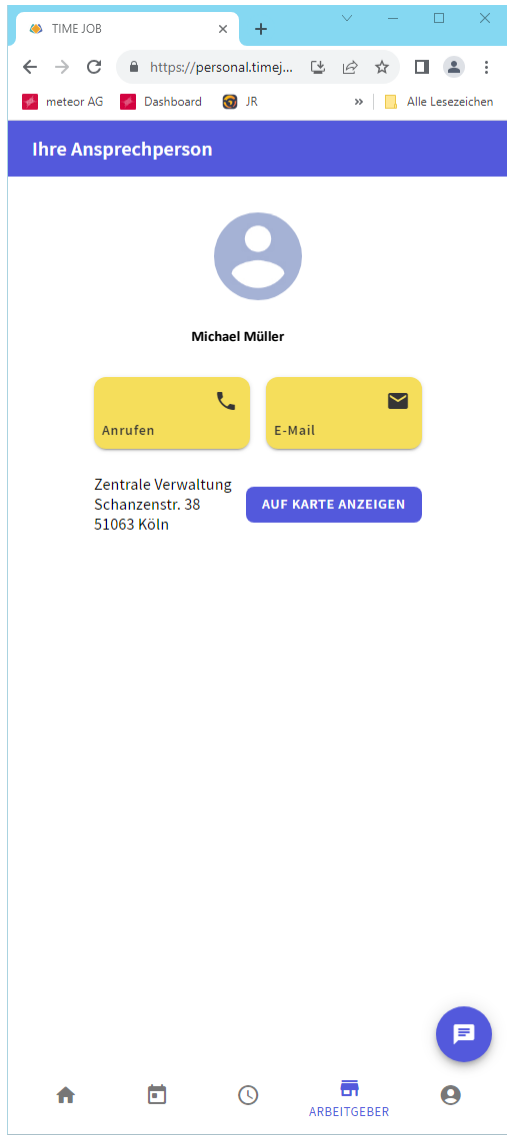 TIME JOB
https://personal.timej...
meteor AG
Dashboard
JR
»
Alle Lesezeichen
Ihre Ansprechperson
Michael Müller
Anrufen
E-Mail
Zentrale Verwaltung
Schanzenstr. 38
51063 Köln
AUF KARTE ANZEIGEN
ARBEITGEBER